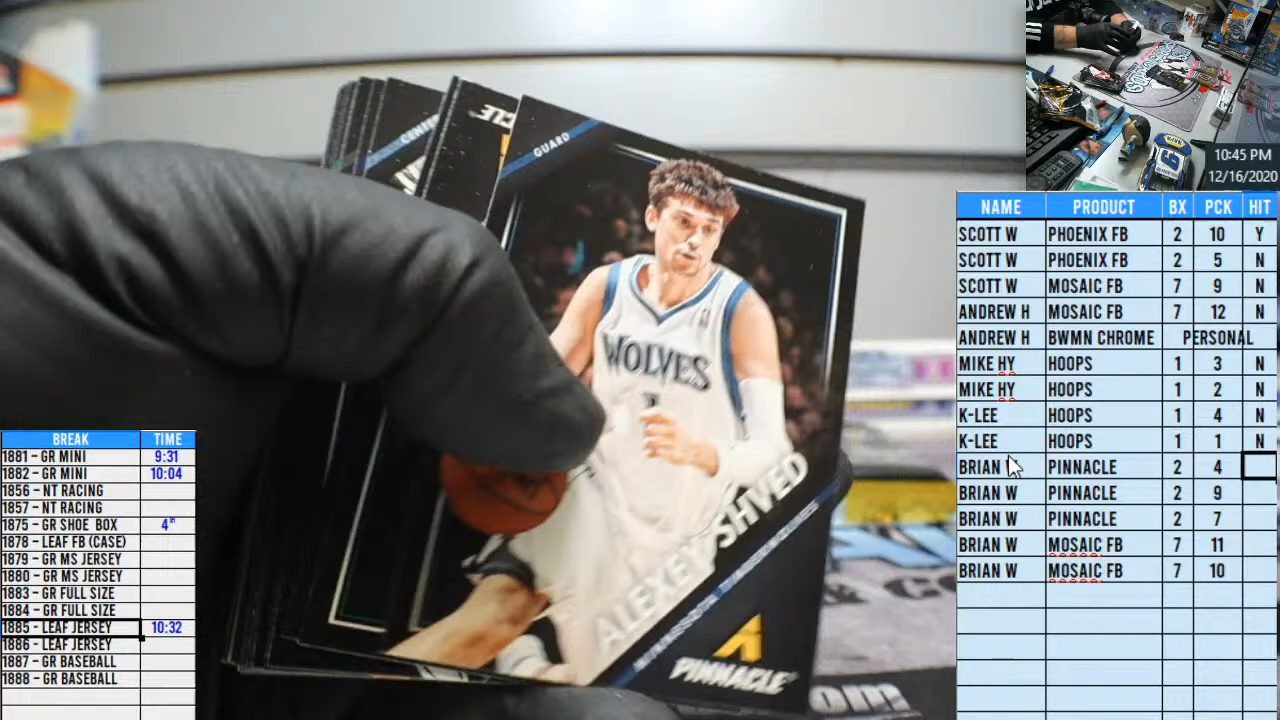 CENTER
GUARD
WOLVES
1
ALEXEY SHVED
MINNESOTA TIMBERWOLVES
PINNACLE
10:45 PM
12/16/2020
NAME PRODUCT BX PCK HIT
SCOTT W PHOENIX FB 2 10 Y
SCOTT W PHOENIX FB 2 5 N
SCOTT W MOSAIC FB 7 9 N
ANDREW H MOSAIC FB 7 12 N
ANDREW H BWMN CHROME PERSONAL
MIKE HY HOOPS 1 3 N
MIKE HY HOOPS 1 2 N
K-LEE HOOPS 1 4 N
K-LEE HOOPS 1 1 N
BRIAN W PINNACLE 2 4
BRIAN W PINNACLE 2 9
BRIAN W PINNACLE 2 7
BRIAN W MOSAIC FB 7 11
BRIAN W MOSAIC FB 7 10
BREAK TIME
1881 – GR MINI 9:31
1882 – GR MINI 10:04
1856 – NT RACING
1857 – NT RACING
1875 – GR SHOE BOX 4th
1878 – LEAF FB (CASE)
1879 – GR MS JERSEY
1880 – GR MS JERSEY
1883 – GR FULL SIZE
1884 – GR FULL SIZE
1885 – LEAF JERSEY 10:32
1886 – LEAF JERSEY
1887 – GR BASEBALL
1888 – GR BASEBALL
.com